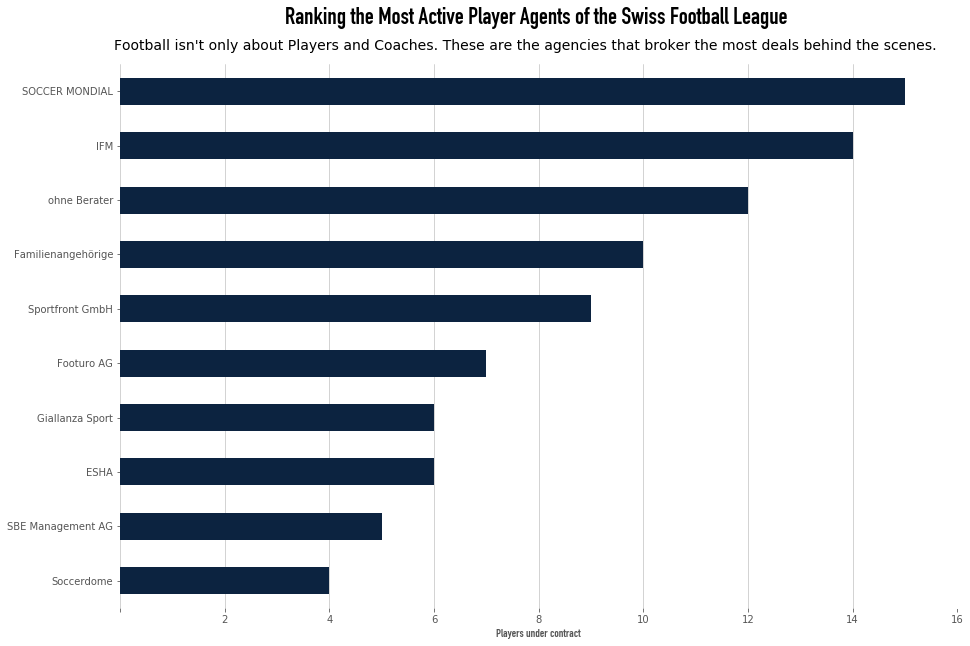 Ranking the Most Active Player Agents of the Swiss Football League
Football isn't only about Players and Coaches. These are the agencies that broker the most deals behind the scenes.
SOCCER MONDIAL
IFM
ohne Berater
Familienangehörige
Sportfront GmbH
Footuro AG
Giallanza Sport
ESHA
SBE Management AG
Soccerdome
2 4 6 8 10 12 14 16
Players under contract